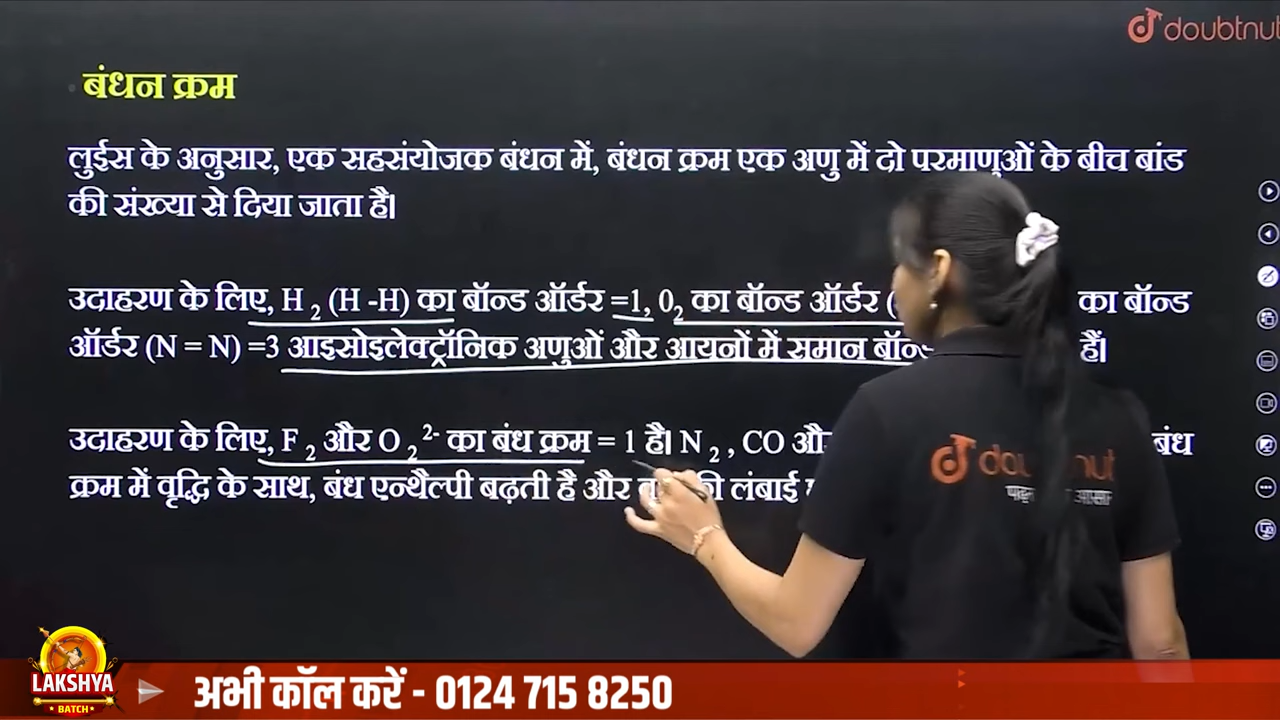 doubtnut
बंधन क्रम
लुईस के अनुसार, एक सहसंयोजक बंधन में, बंधन क्रम एक अणु में दो परमाणुओं के बीच बांड
की संख्या से दिया जाता है।
उदाहरण के लिए, H 2 (H -H) का बॉन्ड ऑर्डर =1, 0₂ का बॉन्ड ऑर्डर ( का बॉन्ड
ऑर्डर (N = N) =3 आइसोइलेक्ट्रॉनिक अणुओं और आयनों में समान हैं।
उदाहरण के लिए, F 2 और O 2 2- का बंध क्रम = 1 है। N 2 , CO बंध
क्रम में वृद्धि के साथ, बंध एन्थैल्पी बढ़ती है और लंबाई
doubtnut
LAKSHYA
BATCH
अभी कॉल करें - 0124 715 8250